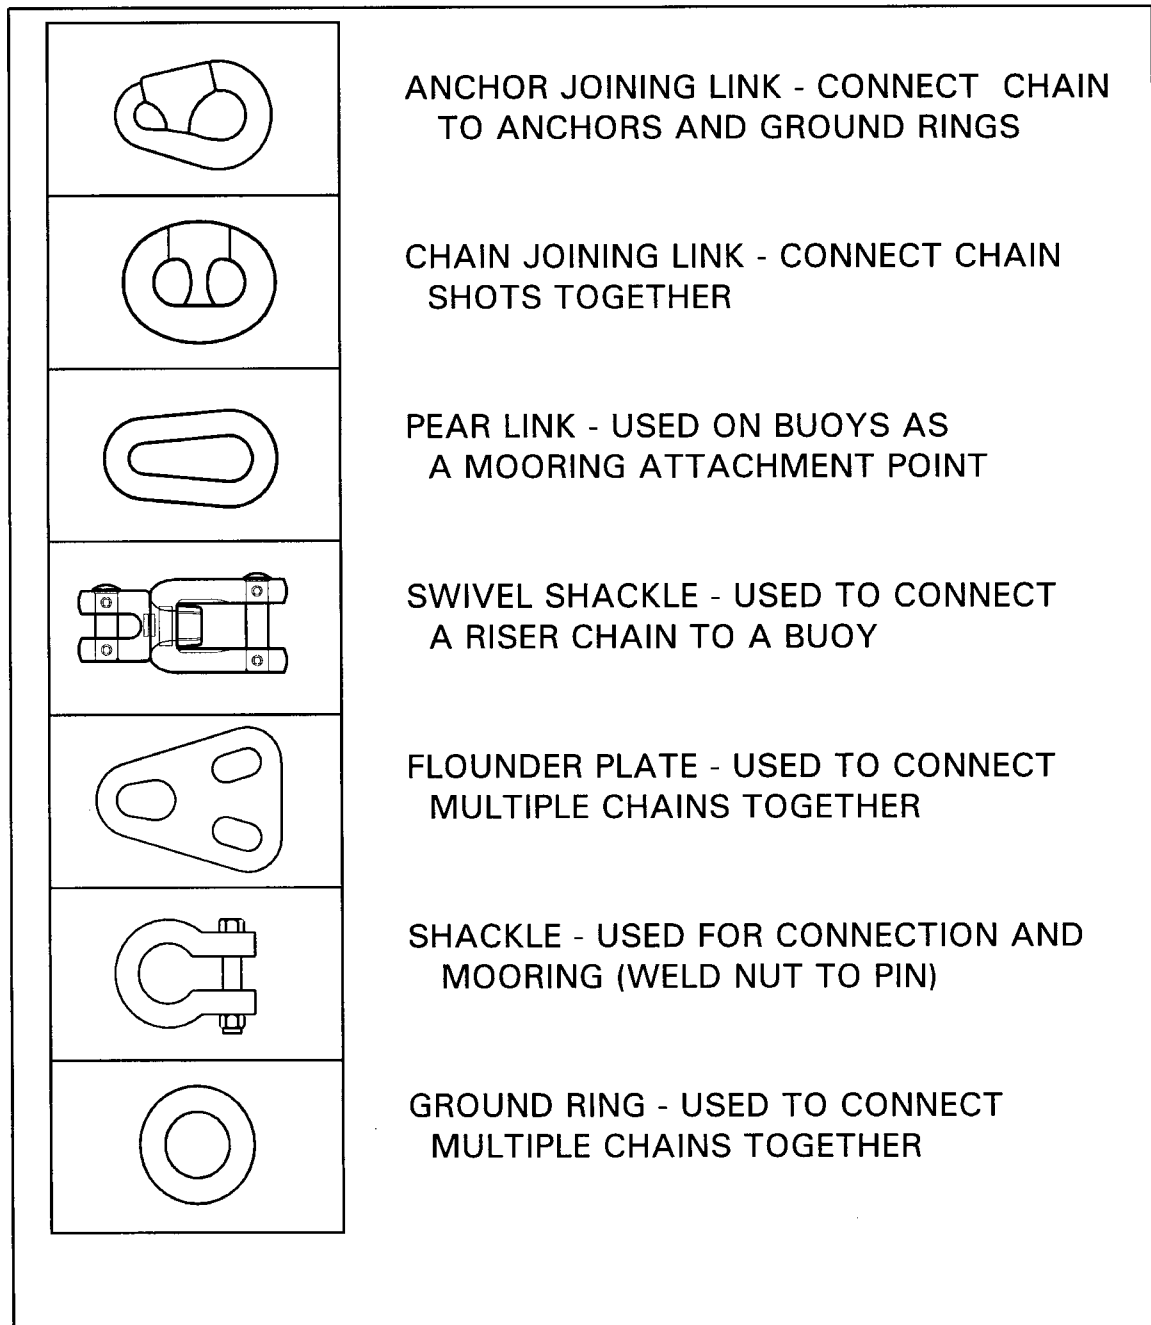 ANCHOR JOINING LINK - CONNECT CHAIN
TO ANCHORS AND GROUND RINGS
CHAIN JOINING LINK - CONNECT CHAIN
SHOTS TOGETHER
PEAR LINK - USED ON BUOYS AS
A MOORING ATTACHMENT POINT
SWIVEL SHACKLE - USED TO CONNECT
A RISER CHAIN TO A BUOY
FLOUNDER PLATE - USED TO CONNECT
MULTIPLE CHAINS TOGETHER
SHACKLE - USED FOR CONNECTION AND
MOORING (WELD NUT TO PIN)
GROUND RING - USED TO CONNECT
MULTIPLE CHAINS TOGETHER